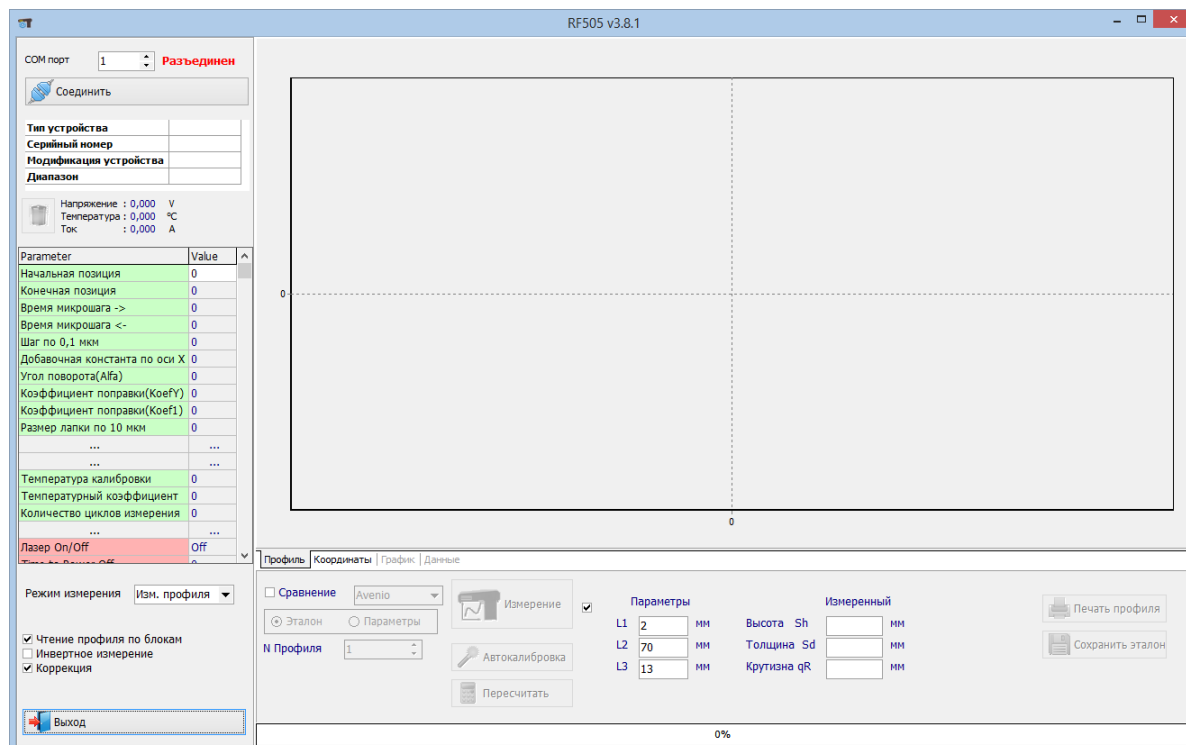 RF505 v3.8.1
COM порт 1 Разъединен
Соединить
Тип устройства
Серийный номер
Модификация устройства
Диапазон
Напряжение : 0,000 V
Температура : 0,000 °C
Ток : 0,000 A
Parameter Value
Начальная позиция 0
Конечная позиция 0
Время микрошага -> 0
Время микрошага <- 0
Шаг по 0,1 мкм 0
Добавочная константа по оси X 0
Угол поворота(Alfa) 0
Коэффициент поправки(KoefY) 0
Коэффициент поправки(Koef1) 0
Размер лапки по 10 мкм 0
... ...
... ...
Температура калибровки 0
Температурный коэффициент 0
Количество циклов измерения 0
... ...
Лазер On/Off Off
Time to Power Off 0
Режим измерения Изм. профиля
Чтение профиля по блокам
Инвертное измерение
Коррекция
Выход
0
0
Профиль Координаты График Данные
Сравнение Avenio
Эталон Параметры
N Профиля 1
Измерение
Автокалибровка
Пересчитать
Параметры Измеренный
L1 2 мм Высота Sh мм
L2 70 мм Толщина Sd мм
L3 13 мм Крутизна qR мм
Печать профиля
Сохранить эталон
0%